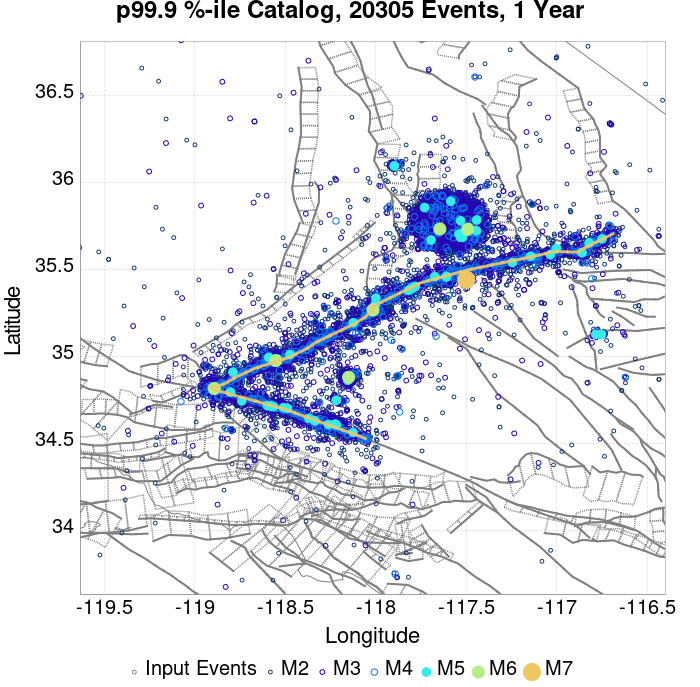 p99.9 %-ile Catalog, 20305 Events, 1 Year
Latitude
36.5
36
35.5
35
34.5
34
-119.5 -119 -118.5 -118 -117.5 -117 -116.5
Longitude
Input Events M2 M3 M4 M5 M6 M7